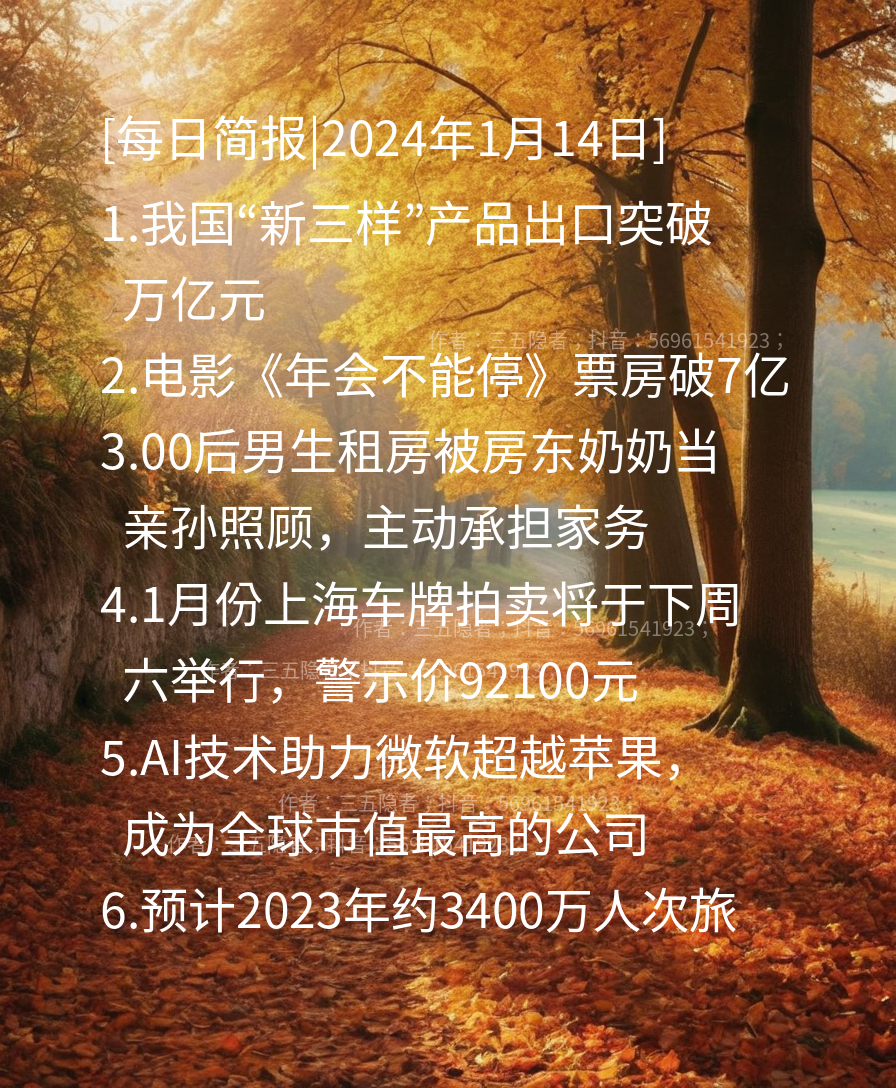 [每日简报|2024年1月14日]
1.我国“新三样”产品出口突破
万亿元
作者：三五隐者；抖音：56961541923；
2.电影《年会不能停》票房破7亿
3.00后男生租房被房东奶奶当
亲孙照顾，主动承担家务
4.1月份上海车牌拍卖将于下周
作者：三五隐者；抖音：56961541923；
六举行，警示价92100元
5.AI技术助力微软超越苹果，
作者：三五隐者；抖音：56961541923；
成为全球市值最高的公司
6.预计2023年约3400万人次旅